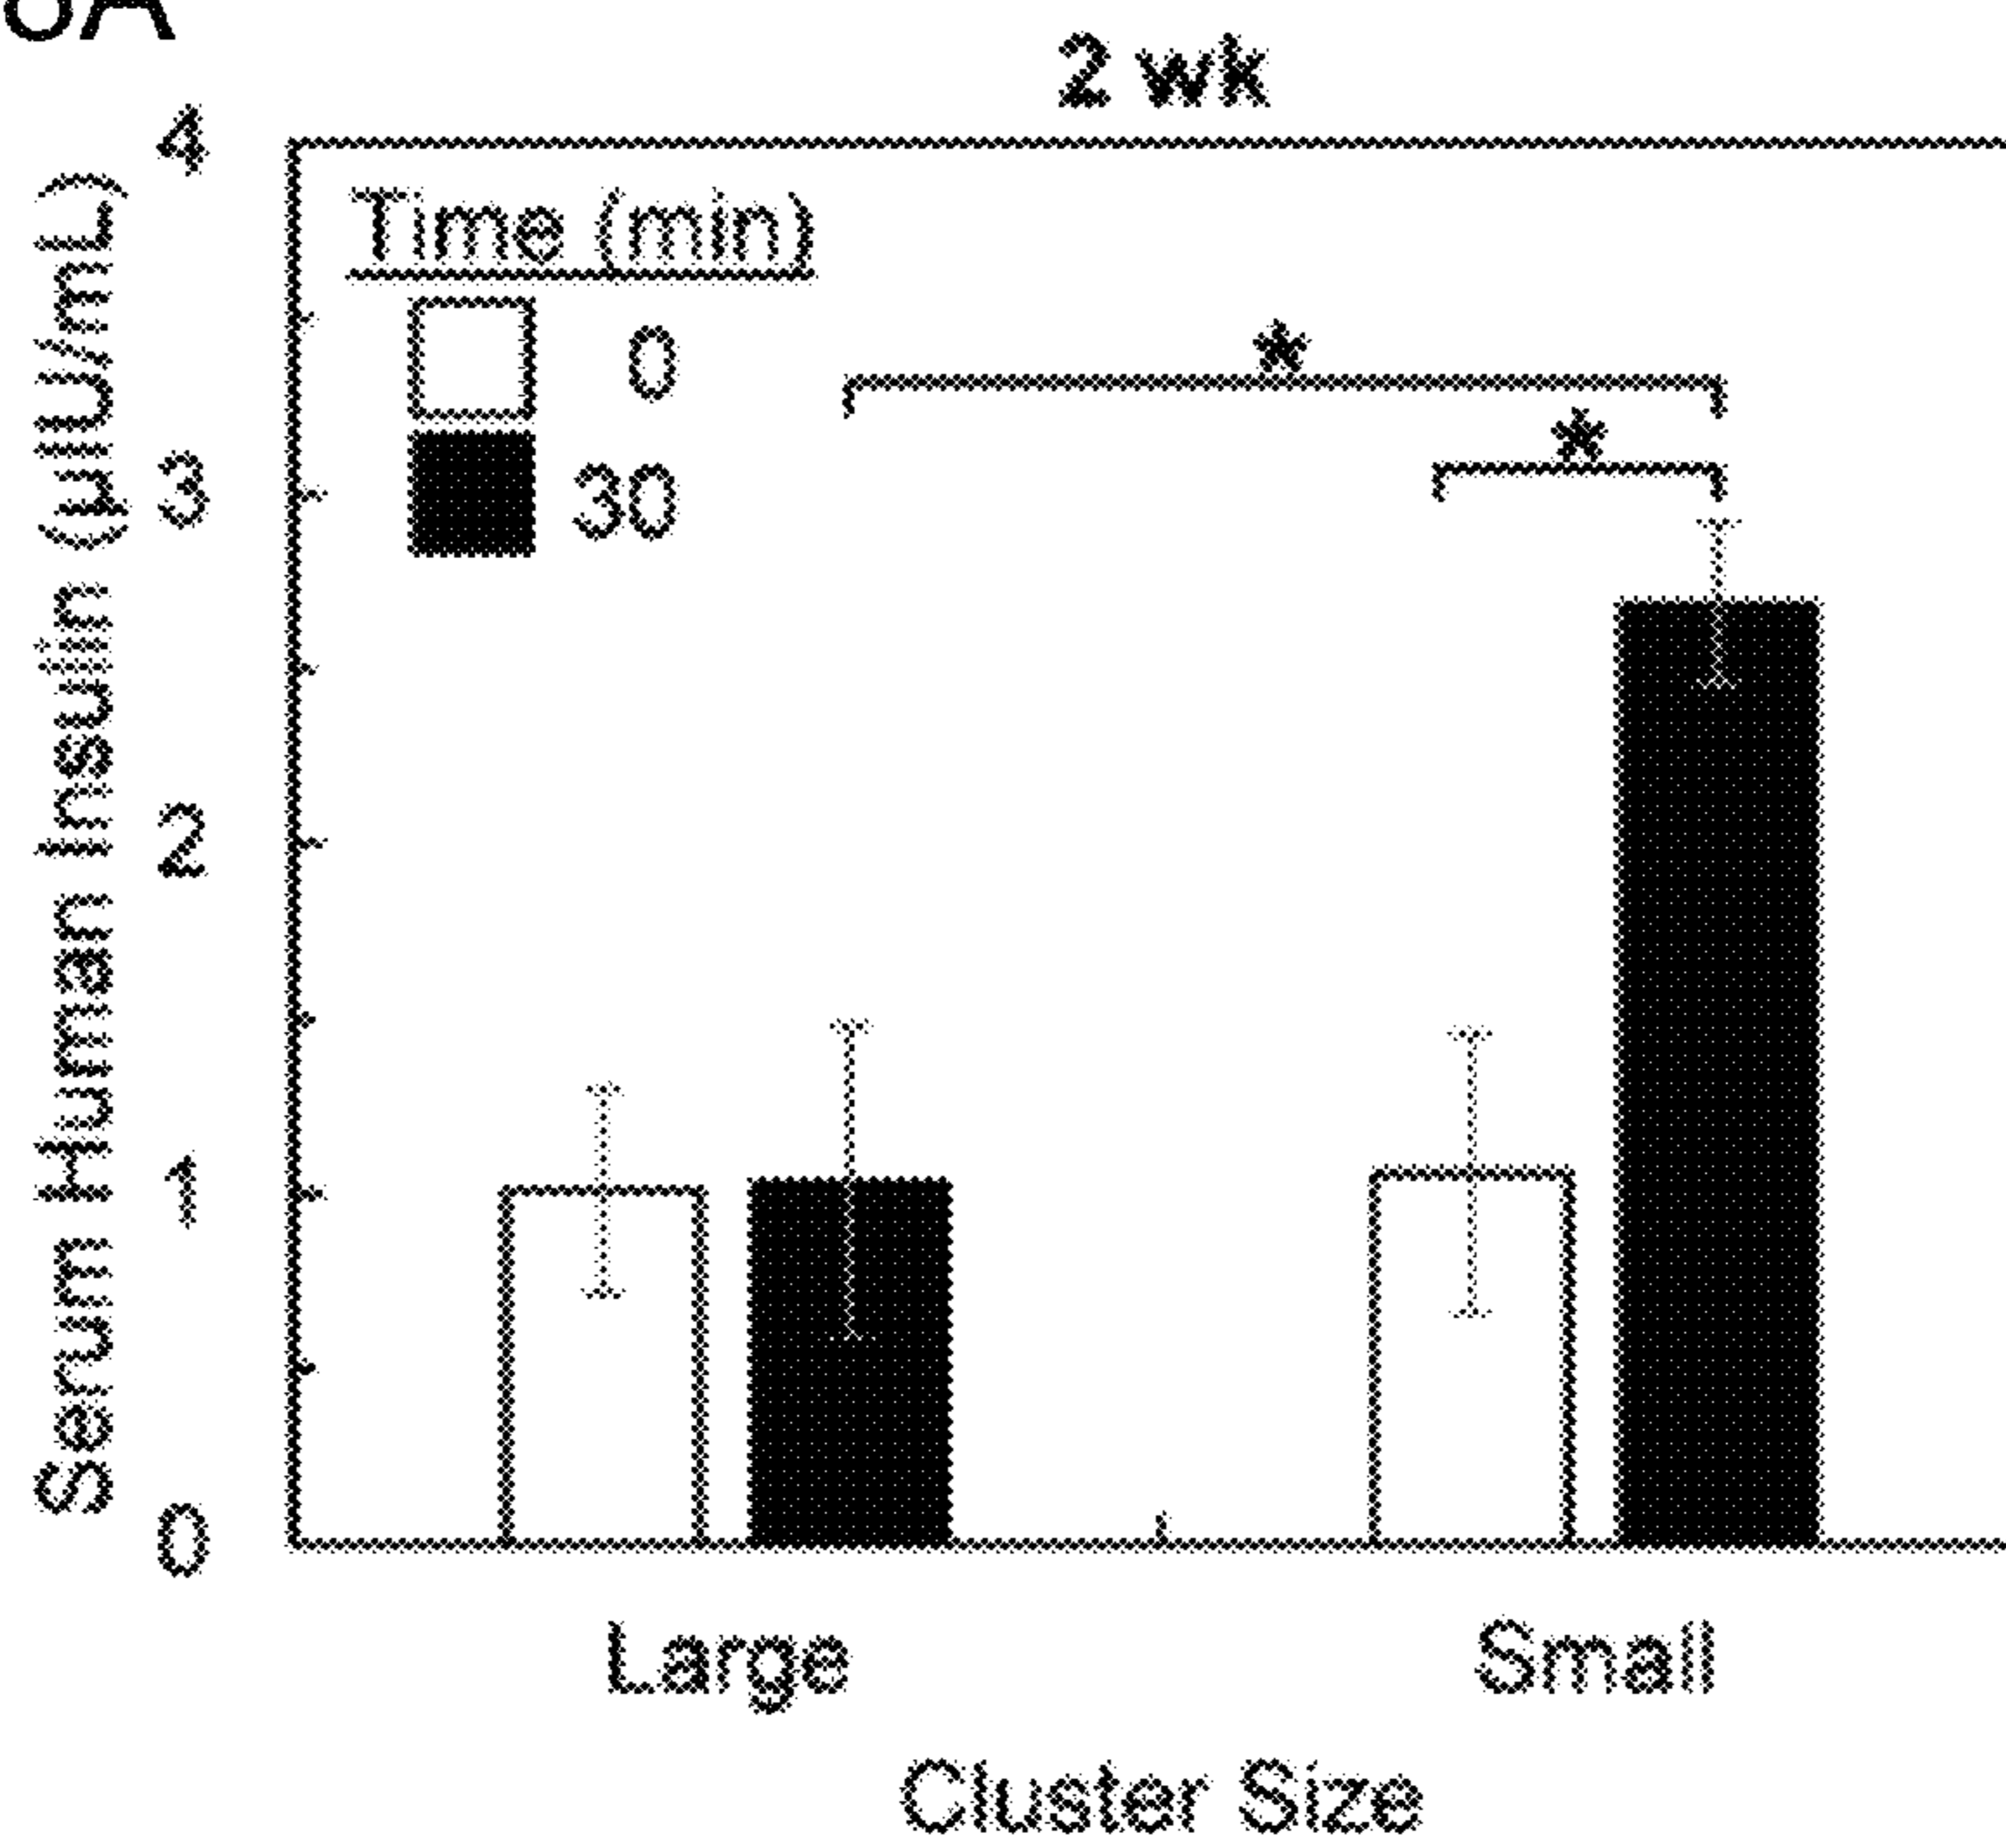 2 wk
4
3
2
1
0
Serum Human Insulin (µIU/mL)
Time (min)
0
30
*
*
Large
Small
Cluster Size